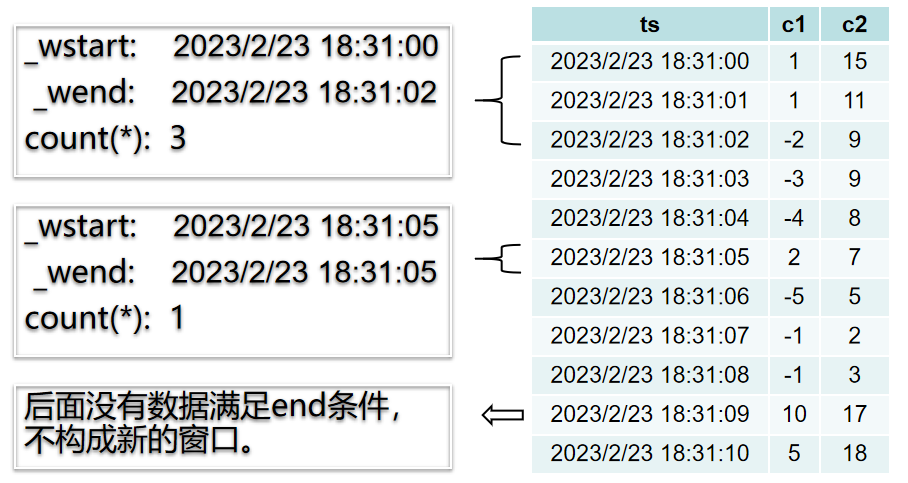 _wstart: 2023/2/23 18:31:00
_wend: 2023/2/23 18:31:02
count(*): 3
_wstart: 2023/2/23 18:31:05
_wend: 2023/2/23 18:31:05
count(*): 1
后面没有数据满足end条件，
不构成新的窗口。
ts c1 c2
2023/2/23 18:31:00 1 15
2023/2/23 18:31:01 1 11
2023/2/23 18:31:02 -2 9
2023/2/23 18:31:03 -3 9
2023/2/23 18:31:04 -4 8
2023/2/23 18:31:05 2 7
2023/2/23 18:31:06 -5 5
2023/2/23 18:31:07 -1 2
2023/2/23 18:31:08 -1 3
2023/2/23 18:31:09 10 17
2023/2/23 18:31:10 5 18